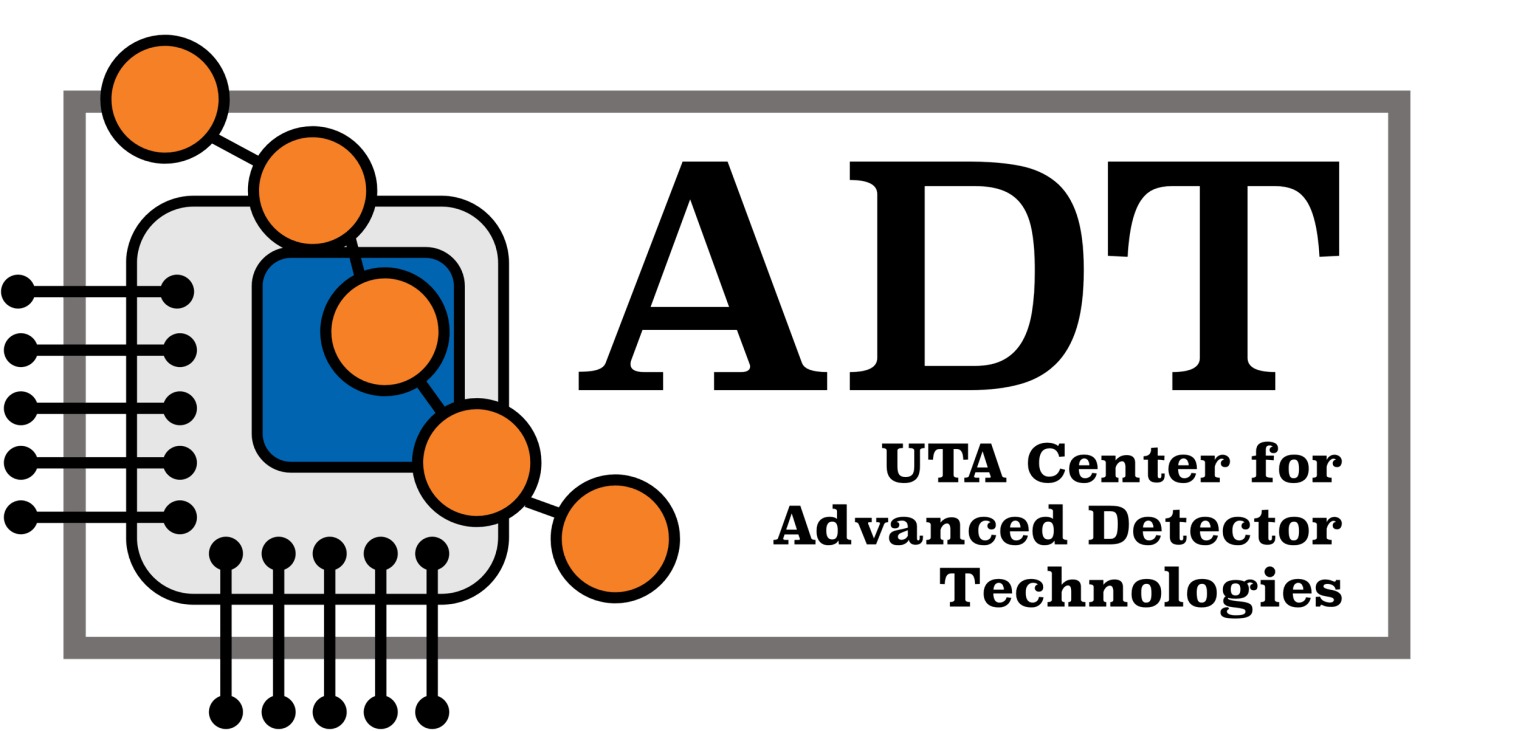 ADT
UTA Center for
Advanced Detector
Technologies